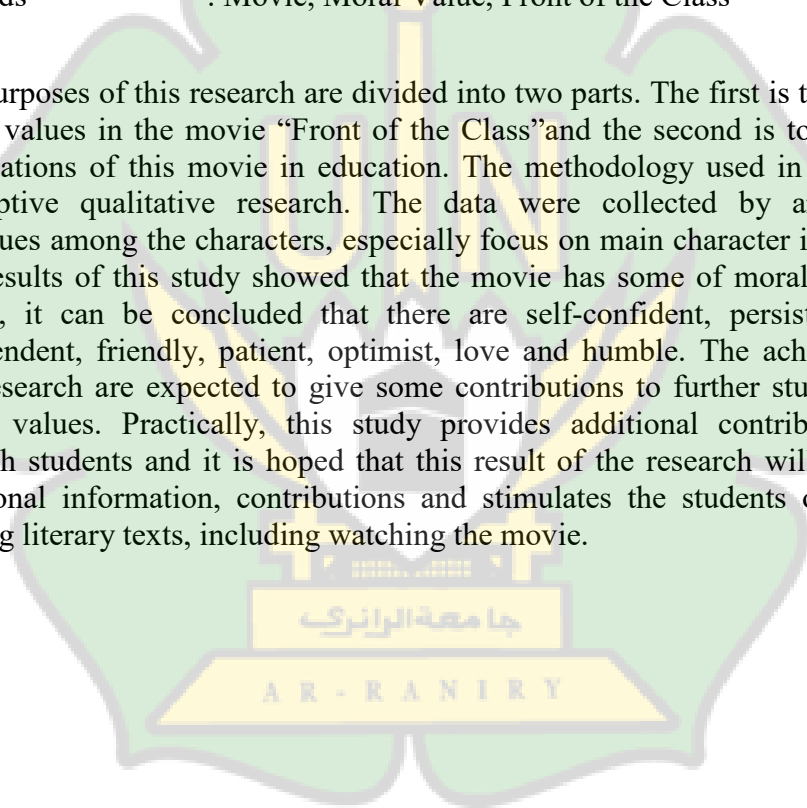 ds : Movie, Moral Value, Front of the Class
urposes of this research are divided into two parts. The first is t
values in the movie “Front of the Class”and the second is to
ations of this movie in education. The methodology used in
ptive qualitative research. The data were collected by a
ues among the characters, especially focus on main character i
esults of this study showed that the movie has some of moral
, it can be concluded that there are self-confident, persist
endent, friendly, patient, optimist, love and humble. The ach
esearch are expected to give some contributions to further stu
values. Practically, this study provides additional contrib
h students and it is hoped that this result of the research wil
onal information, contributions and stimulates the students
g literary texts, including watching the movie.
UIN
جامعة الرانري
AR-RANIRY